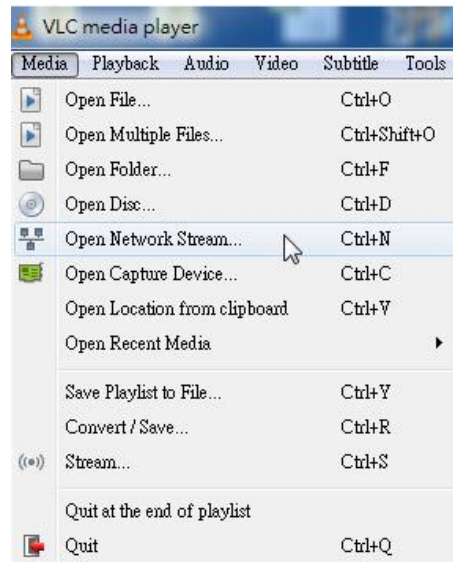 VLC media player
Media Playback Audio Video Subtitle Tools
Open File... Ctrl+O
Open Multiple Files... Ctrl+Shift+O
Open Folder... Ctrl+F
Open Disc... Ctrl+D
Open Network Stream... Ctrl+N
Open Capture Device... Ctrl+C
Open Location from clipboard Ctrl+V
Open Recent Media
Save Playlist to File... Ctrl+Y
Convert / Save... Ctrl+R
Stream... Ctrl+S
Quit at the end of playlist
Quit Ctrl+Q